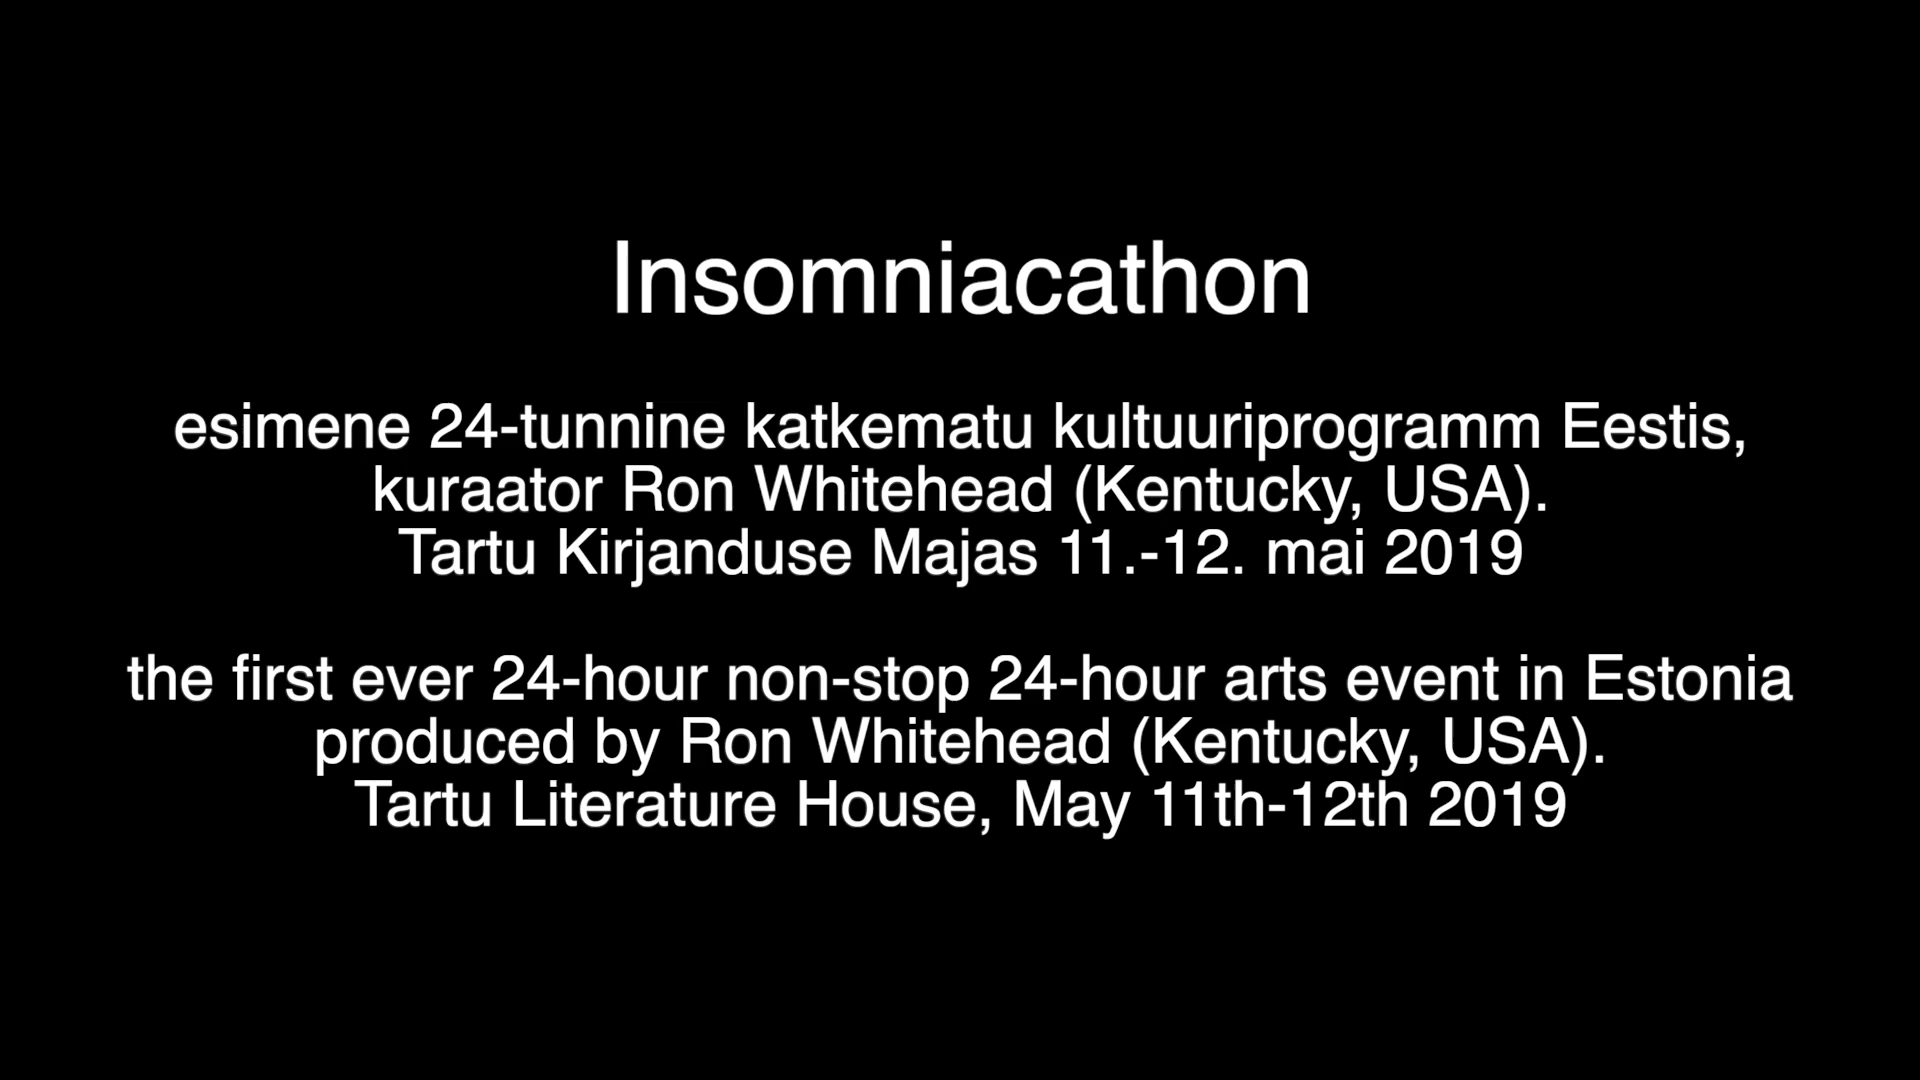 Insomniacathon
esimene 24-tunnine katkematu kultuuriprogramm Eestis,
kuraator Ron Whitehead (Kentucky, USA).
Tartu Kirjanduse Majas 11.-12. mai 2019
the first ever 24-hour non-stop 24-hour arts event in Estonia
produced by Ron Whitehead (Kentucky, USA).
Tartu Literature House, May 11th-12th 2019